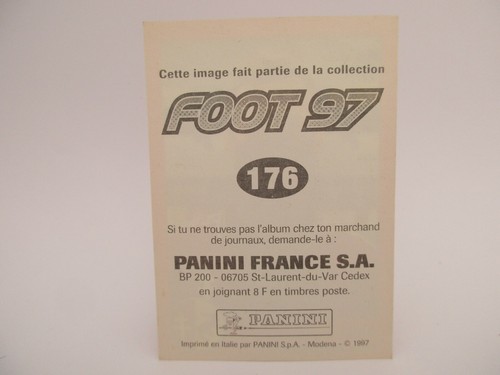 Cette image fait partie de la collection
FOOT 97
176
Si tu ne trouves pas l'album chez ton marchand
de journaux, demande-le à :
PANINI FRANCE S.A.
BP 200 - 06705 St-Laurent-du-Var Cedex
en joignant 8 F en timbres poste.
PANINI
Imprimé en Italie par PANINI S.p.A. - Modena - © 1997